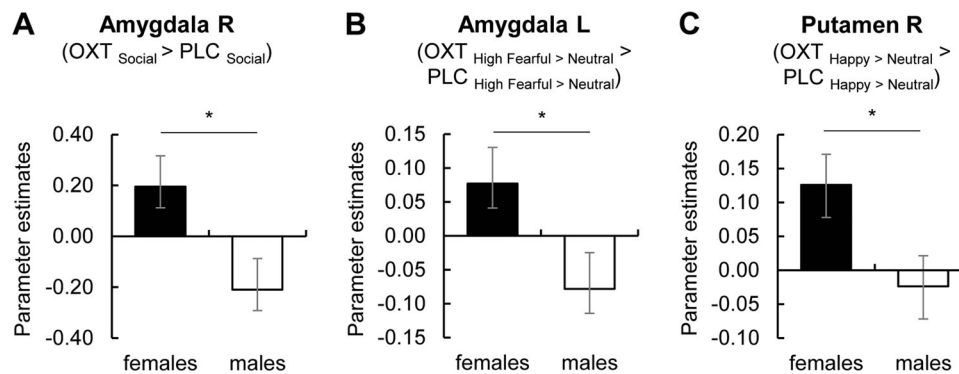 A Amygdala R
(OXT Social > PLC Social)
*
Parameter estimates
0.40
0.20
0.00
-0.20
-0.40
females males
B Amygdala L
(OXT High Fearful > Neutral >
PLC High Fearful > Neutral)
*
Parameter estimates
0.15
0.10
0.05
0.00
-0.05
-0.10
-0.15
females males
C Putamen R
(OXT Happy > Neutral >
PLC Happy > Neutral)
*
Parameter estimates
0.20
0.15
0.10
0.05
0.00
-0.05
-0.10
females males